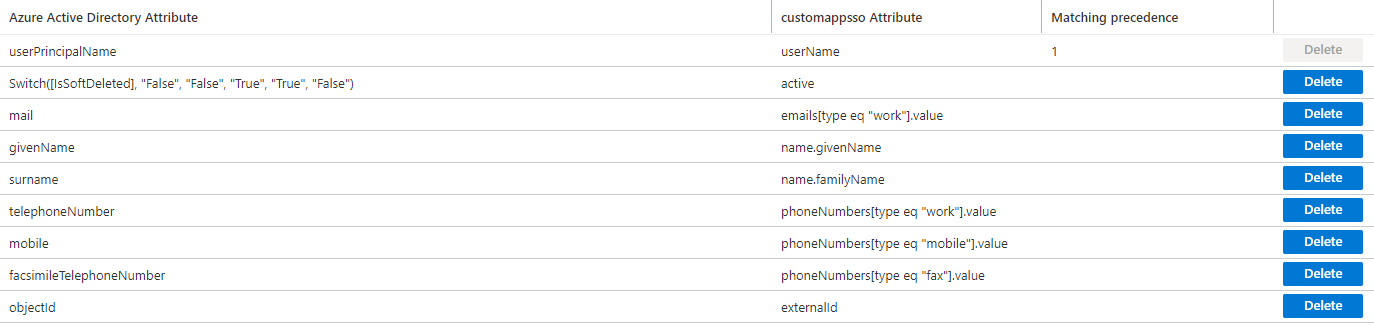 Azure Active Directory Attribute customappsso Attribute Matching precedence
userPrincipalName userName 1 Delete
Switch([IsSoftDeleted], "False", "False", "True", "True", "False") active Delete
mail emails[type eq "work"].value Delete
givenName name.givenName Delete
surname name.familyName Delete
telephoneNumber phoneNumbers[type eq "work"].value Delete
mobile phoneNumbers[type eq "mobile"].value Delete
facsimileTelephoneNumber phoneNumbers[type eq "fax"].value Delete
objectId externalId Delete